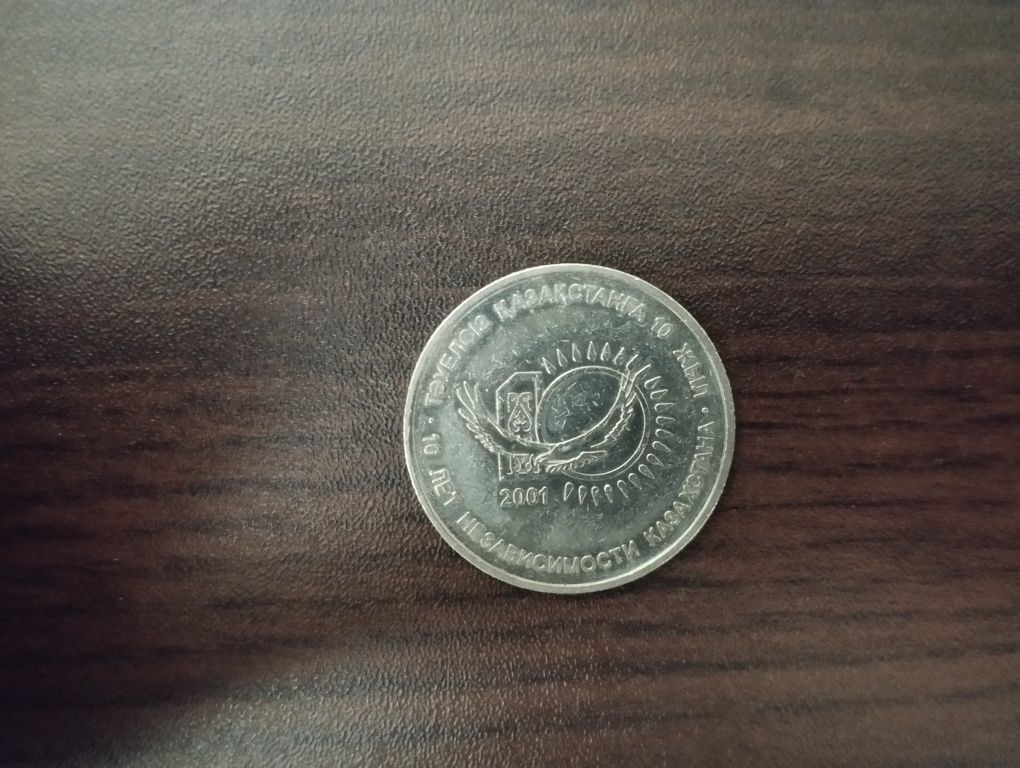 ТӘУЕЛСІЗ ҚАЗАҚСТАНҒА 10 ЖЫЛ
10 ЛЕТ НЕЗАВИСИМОСТИ КАЗАХСТАНА
2001